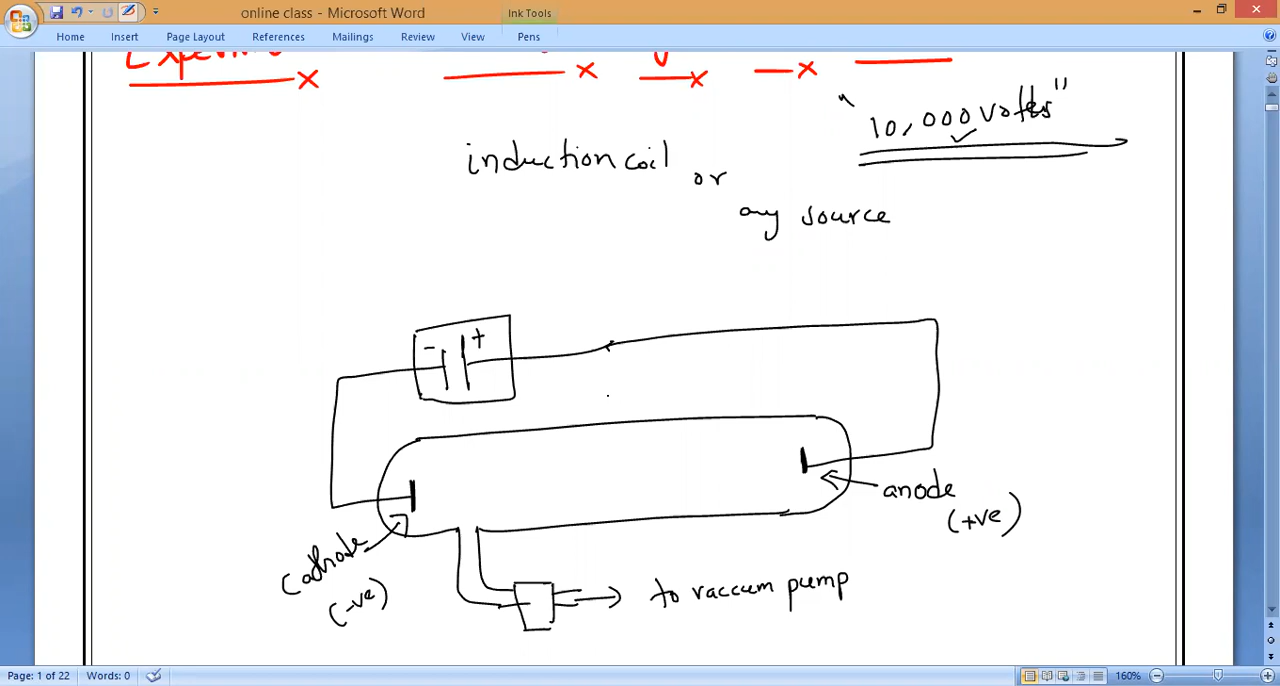 online class - Microsoft Word
Ink Tools
Home Insert Page Layout References Mailings Review View Pens
"10,000 volts"
induction coil
or
any source
- +
anode
(+ve)
Cathode
(-ve)
to vaccum pump
Page: 1 of 22 Words: 0 160%